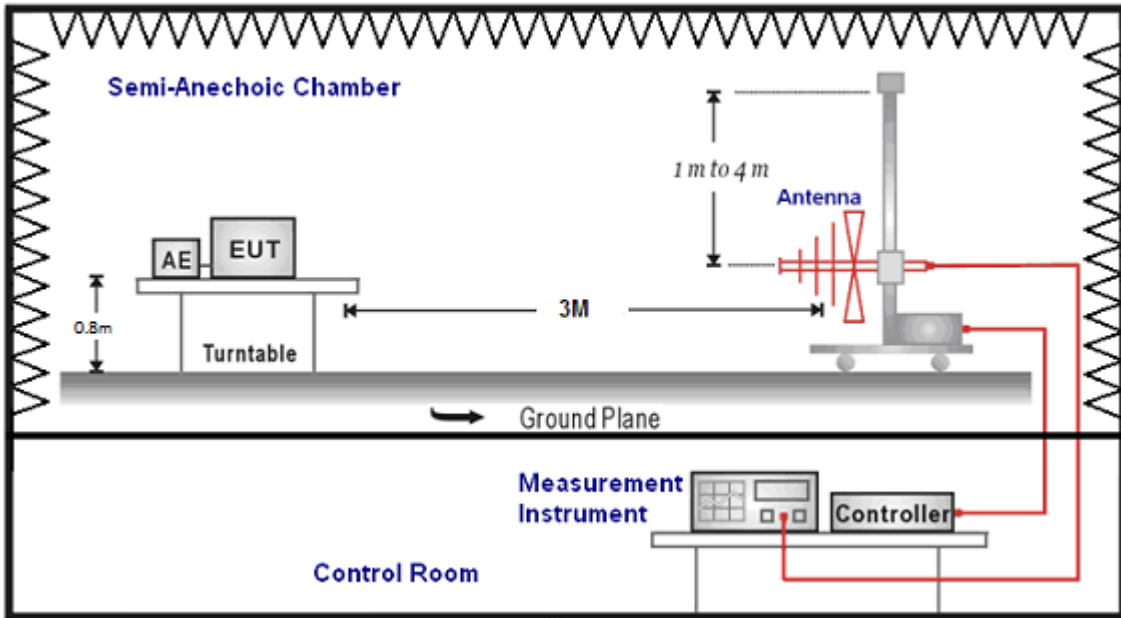 Semi-Anechoic Chamber
1 m to 4 m
Antenna
AE
EUT
3M
0.8m
Turntable
Ground Plane
Measurement
Instrument
Controller
Control Room